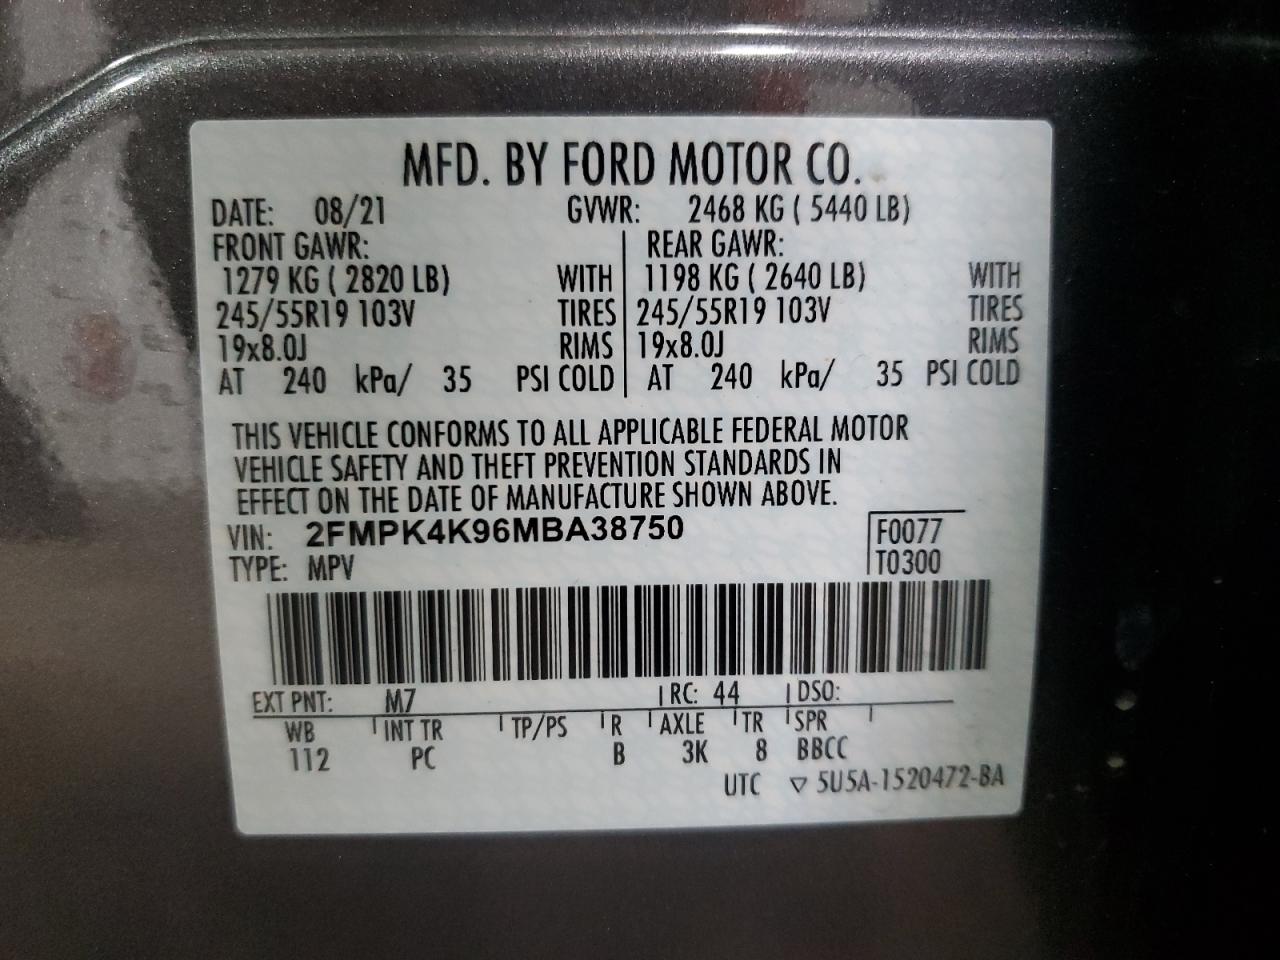 MFD. BY FORD MOTOR CO.
DATE: 08/21 GVWR: 2468 KG ( 5440 LB)
FRONT GAWR: REAR GAWR:
1279 KG ( 2820 LB) WITH 1198 KG ( 2640 LB) WITH
245/55R19 103V TIRES 245/55R19 103V TIRES
19x8.0J RIMS 19x8.0J RIMS
AT 240 kPa/ 35 PSI COLD AT 240 kPa/ 35 PSI COLD
THIS VEHICLE CONFORMS TO ALL APPLICABLE FEDERAL MOTOR
VEHICLE SAFETY AND THEFT PREVENTION STANDARDS IN
EFFECT ON THE DATE OF MANUFACTURE SHOWN ABOVE.
VIN: 2FMPK4K96MBA38750 F0077
TYPE: MPV T0300
EXT PNT: M7 RC: 44 DSO:
WB INT TR TP/PS R AXLE TR SPR
112 PC B 3K 8 BBCC
UTC ▽ 5U5A-1520472-BA